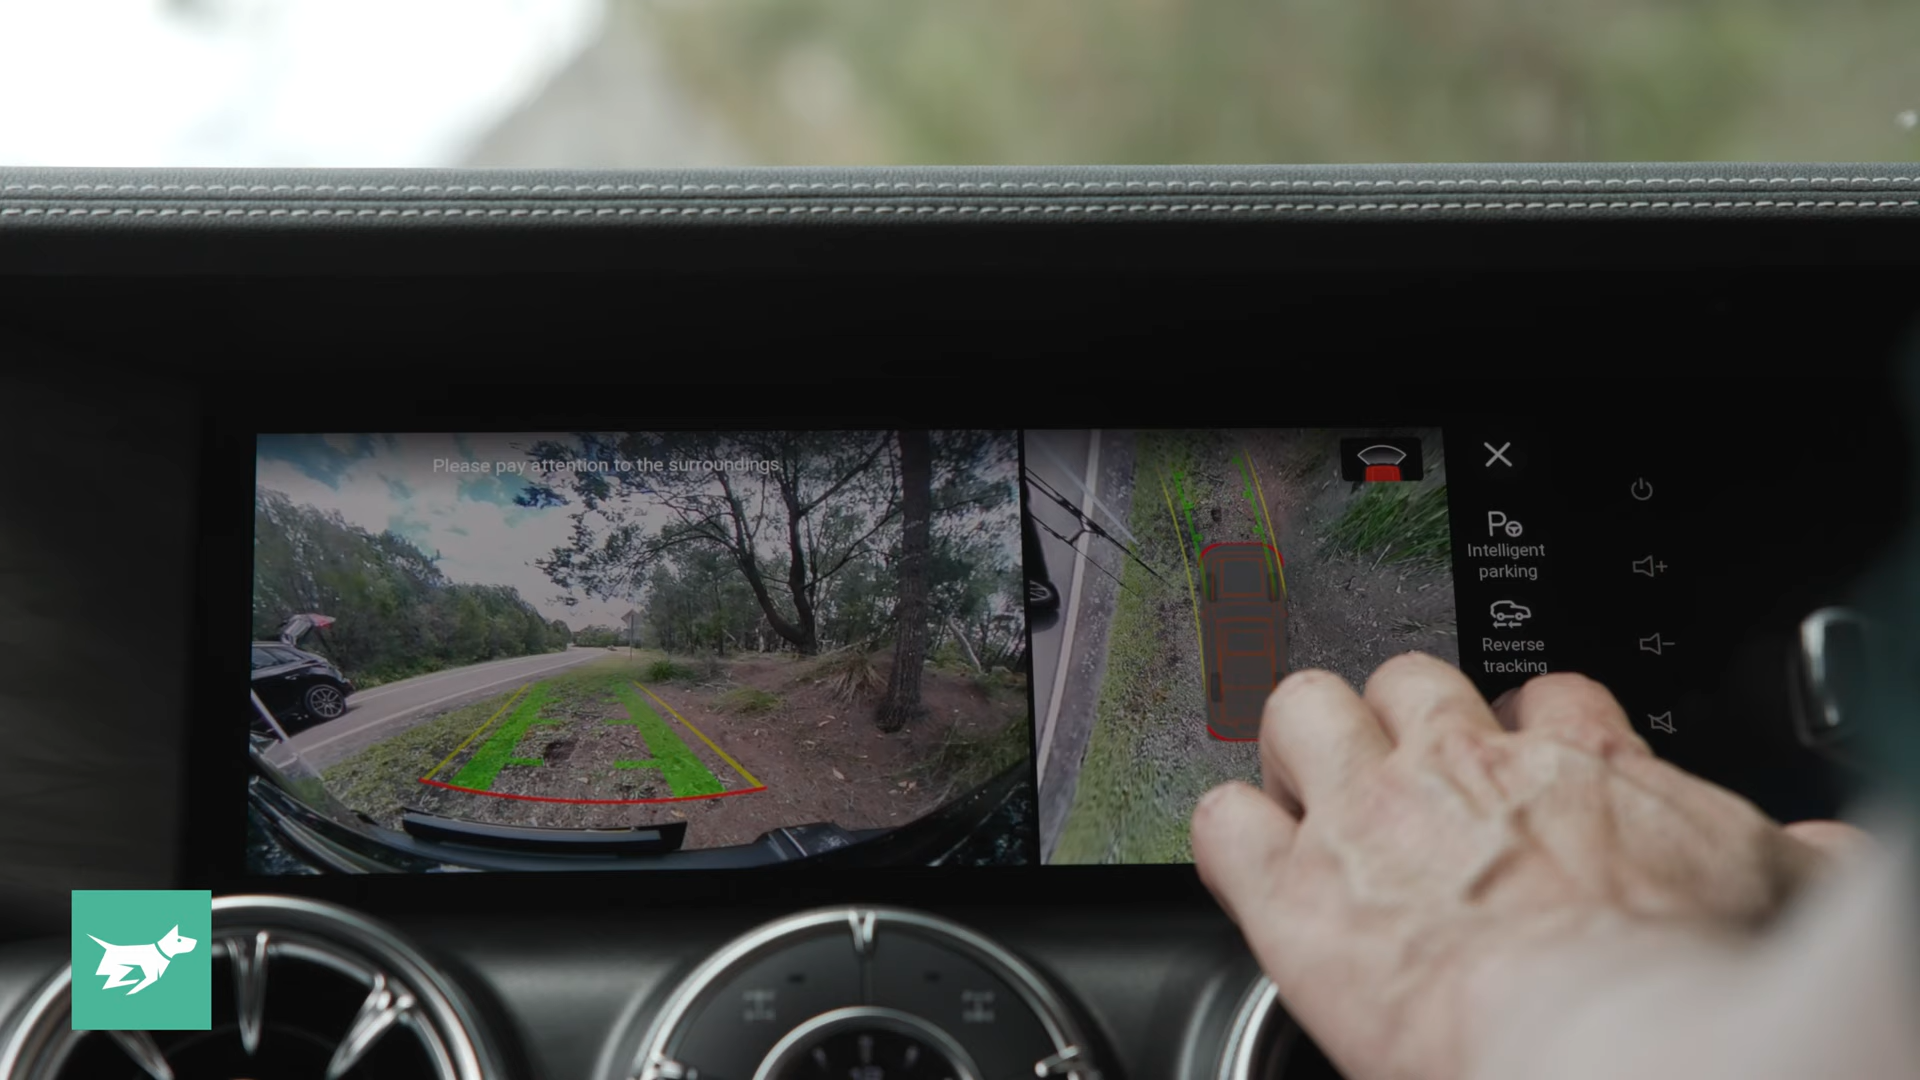 Please pay attention to the surroundings.
Intelligent
parking
Reverse
tracking